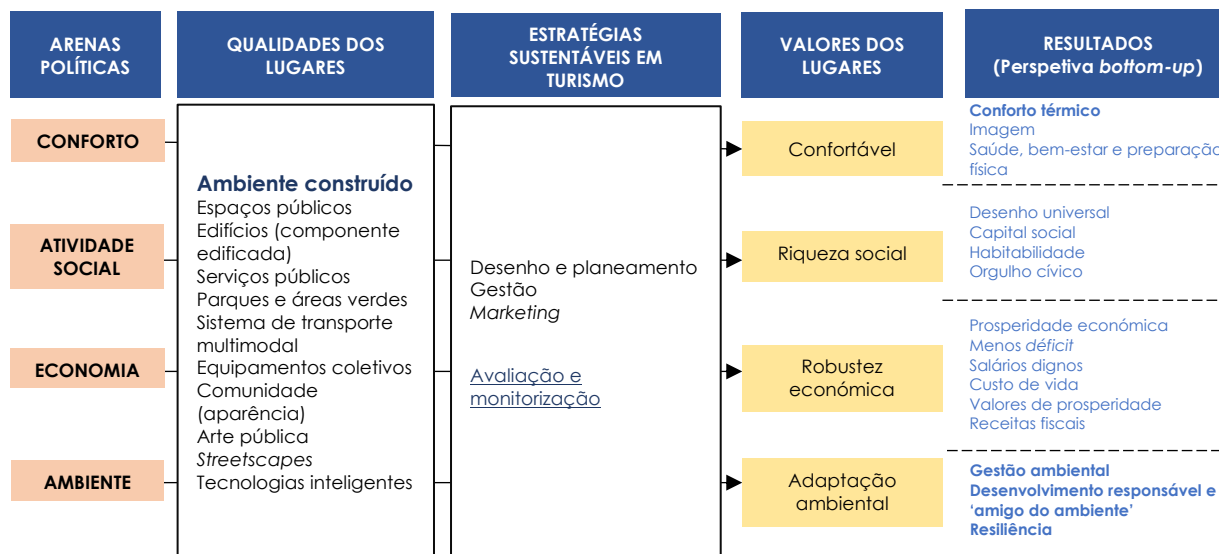 ARENAS
POLÍTICAS
QUALIDADES DOS
LUGARES
ESTRATÉGIAS
SUSTENTÁVEIS EM
TURISMO
VALORES DOS
LUGARES
RESULTADOS
(Perspetiva bottom-up)
CONFORTO
ATIVIDADE
SOCIAL
ECONOMIA
AMBIENTE
Ambiente construído
Espaços públicos
Edifícios (componente
edificada)
Serviços públicos
Parques e áreas verdes
Sistema de transporte
multimodal
Equipamentos coletivos
Comunidade
(aparência)
Arte pública
Streetscapes
Tecnologias inteligentes
Desenho e planeamento
Gestão
Marketing
Avaliação e
monitorização
Confortável
Riqueza social
Robustez
económica
Adaptação
ambiental
Conforto térmico
Imagem
Saúde, bem-estar e preparação
física
Desenho universal
Capital social
Habitabilidade
Orgulho cívico
Prosperidade económica
Menos déficit
Salários dignos
Custo de vida
Valores de prosperidade
Receitas fiscais
Gestão ambiental
Desenvolvimento responsável e
‘amigo do ambiente’
Resiliência